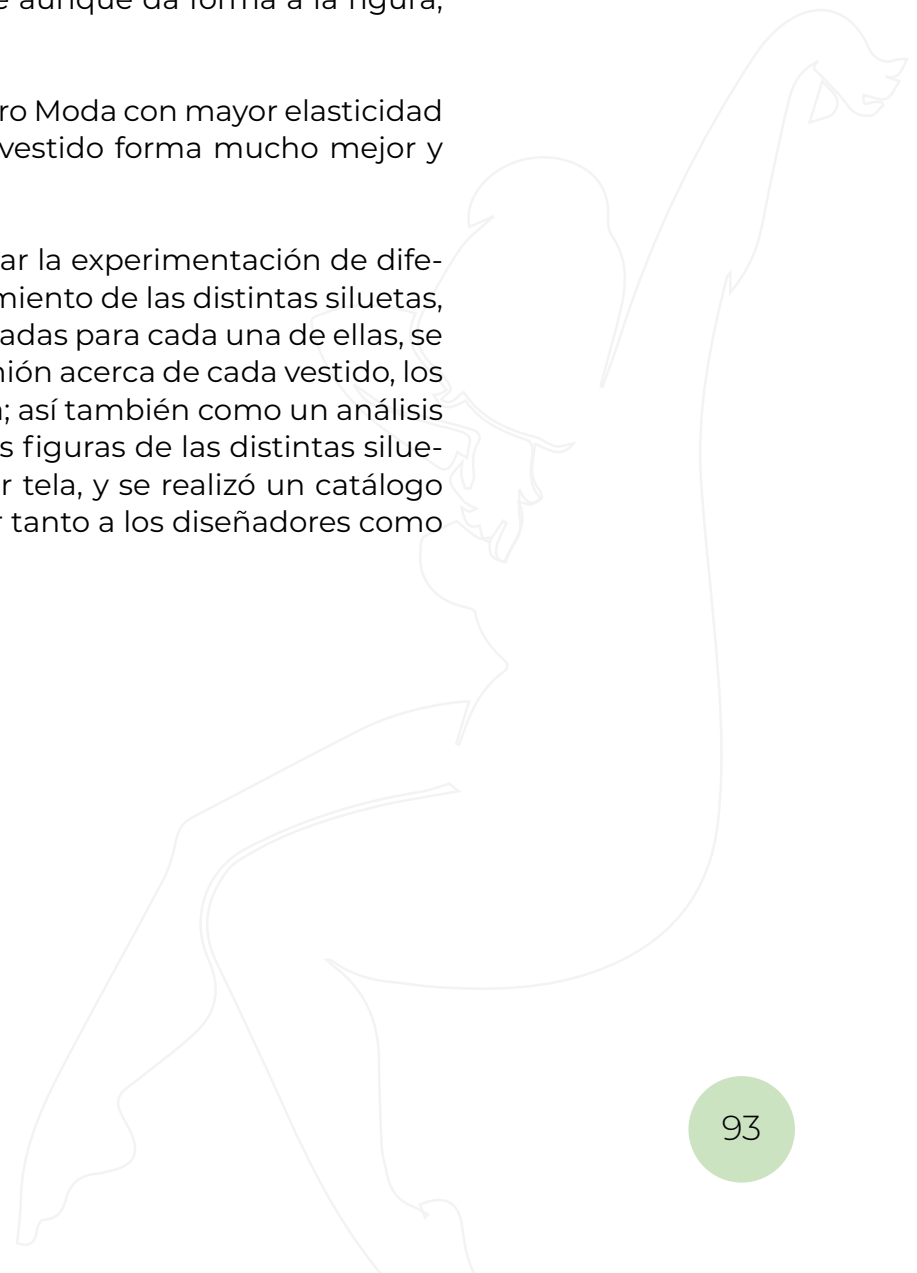 aunque da forma a la figura,
ro Moda con mayor elasticidad
vestido forma mucho mejor y
ar la experimentación de dife-
miento de las distintas siluetas,
adas para cada una de ellas, se
nión acerca de cada vestido, los
; así también como un análisis
s figuras de las distintas silue-
r tela, y se realizó un catálogo
r tanto a los diseñadores como
93